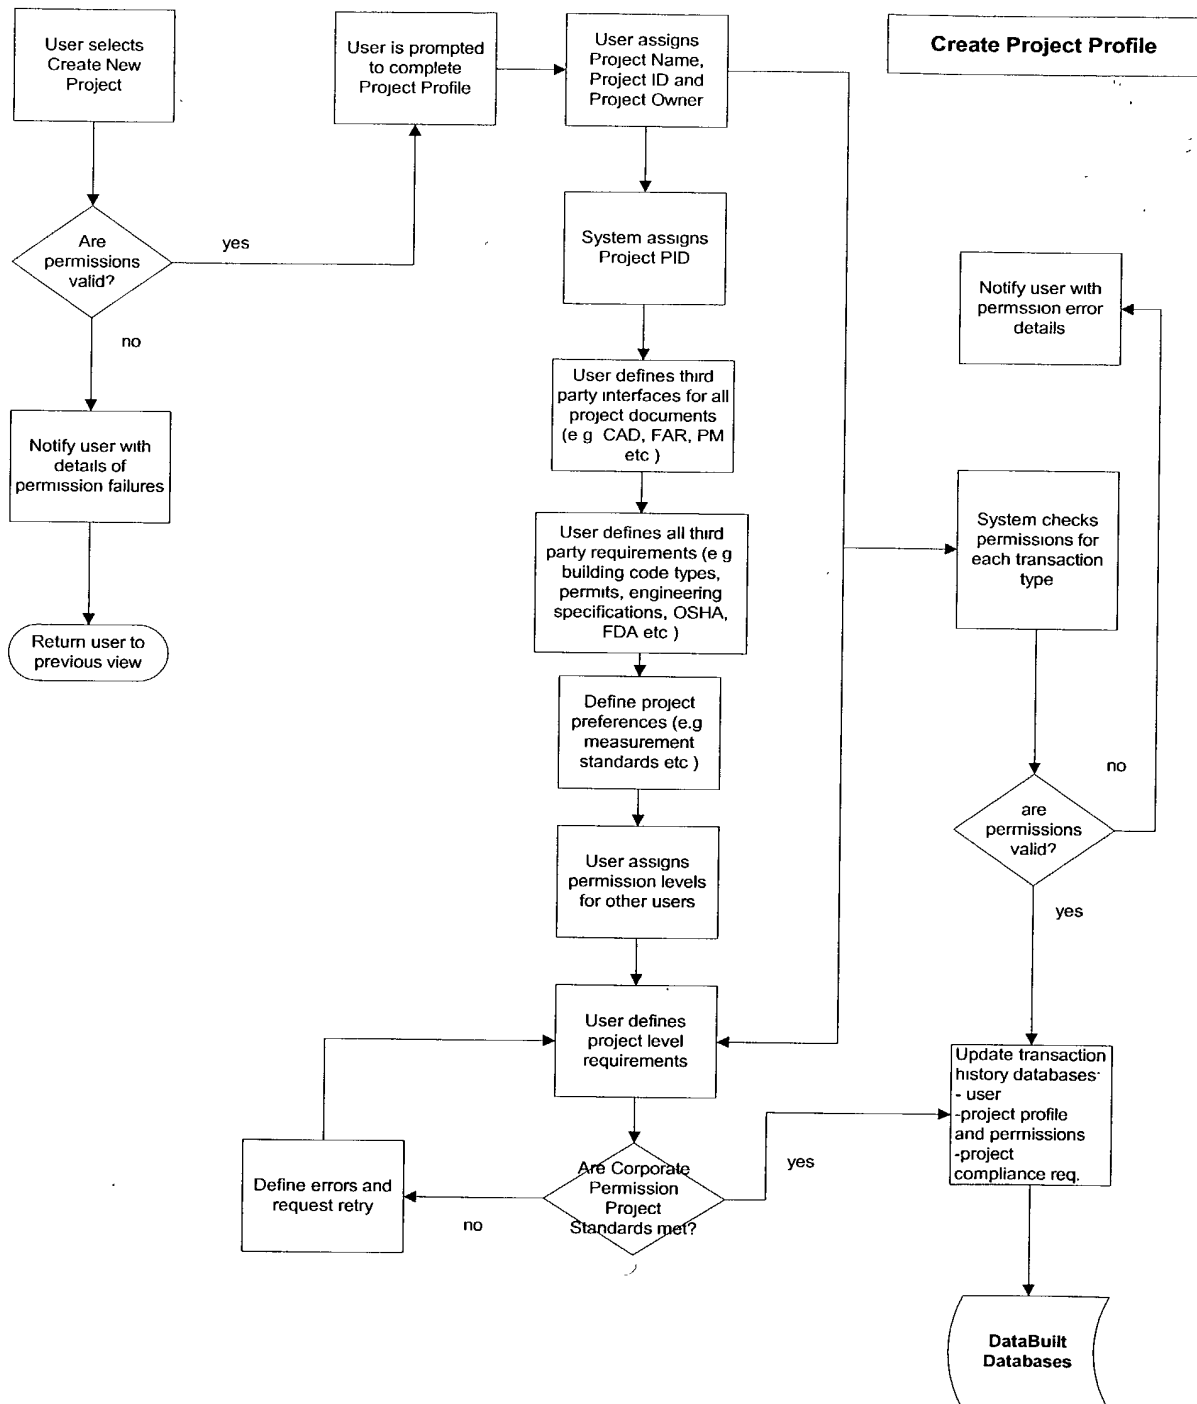 User selects
Create New
Project
User is prompted
to complete
Project Profile
User assigns
Project Name,
Project ID and
Project Owner
Create Project Profile
Are
permissions
valid?
yes
no
System assigns
Project PID
Notify user with
permssion error
details
User defines third
party interfaces for all
project documents
(e g CAD, FAR, PM
etc )
Notify user with
details of
permission failures
System checks
permissions for
each transaction
type
User defines all third
party requirements (e g
building code types,
permits, engineering
specifications, OSHA,
FDA etc )
Return user to
previous view
Define project
preferences (e.g
measurement
standards etc )
no
are
permissions
valid?
yes
User assigns
permission levels
for other users
User defines
project level
requirements
Update transaction
history databases:
- user
-project profile
and permissions
-project
compliance req.
Are Corporate
Permission
Project
Standards met?
yes
no
Define errors and
request retry
DataBuilt
Databases